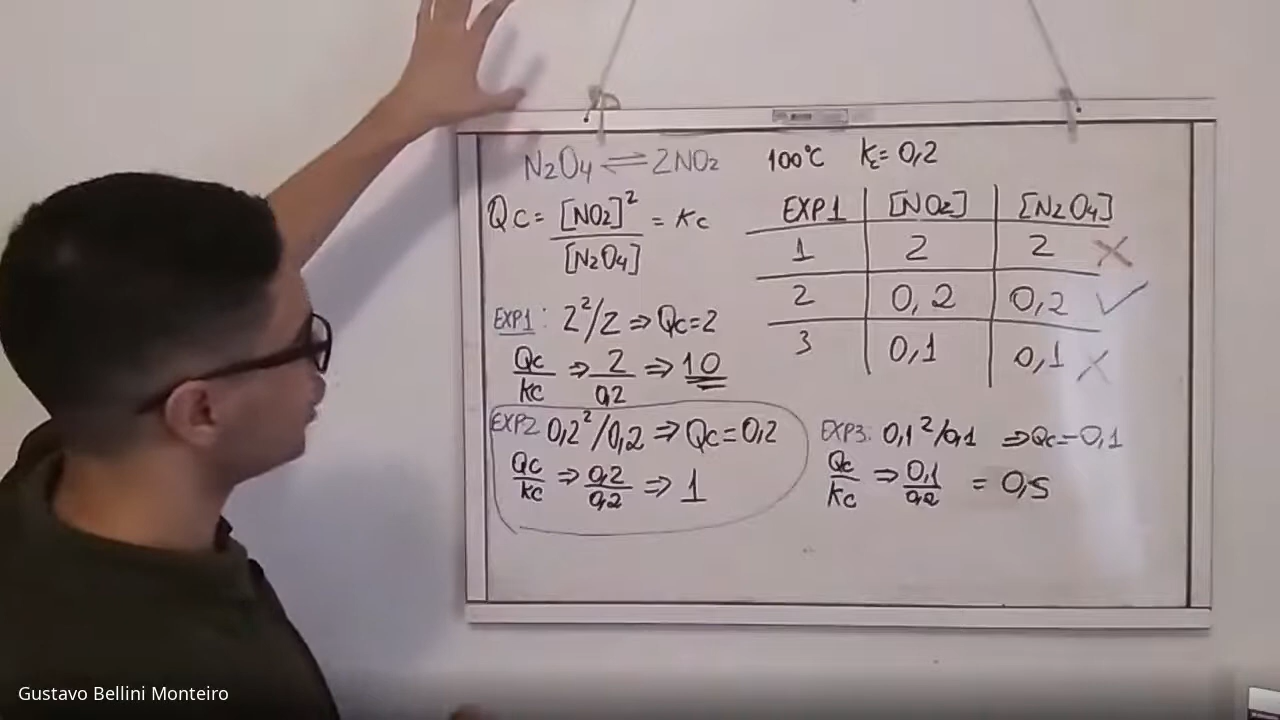 N₂O₄ ⇌ 2NO₂ 100°C Kc=0,2
Qc = [NO₂]² / [N₂O₄] = Kc
EXP1 [NO₂] [N₂O₄]
1 2 2 ✗
2 0,2 0,2 ✓
3 0,1 0,1 ✗
EXP1: 2²/2 ⇒ Qc=2
Qc/Kc ⇒ 2/0,2 ⇒ 10
EXP2 0,2²/0,2 ⇒ Qc=0,2
Qc/Kc ⇒ 0,2/0,2 ⇒ 1
EXP3: 0,1²/0,1 ⇒ Qc=0,1
Qc/Kc ⇒ 0,1/0,2 = 0,5
Gustavo Bellini Monteiro